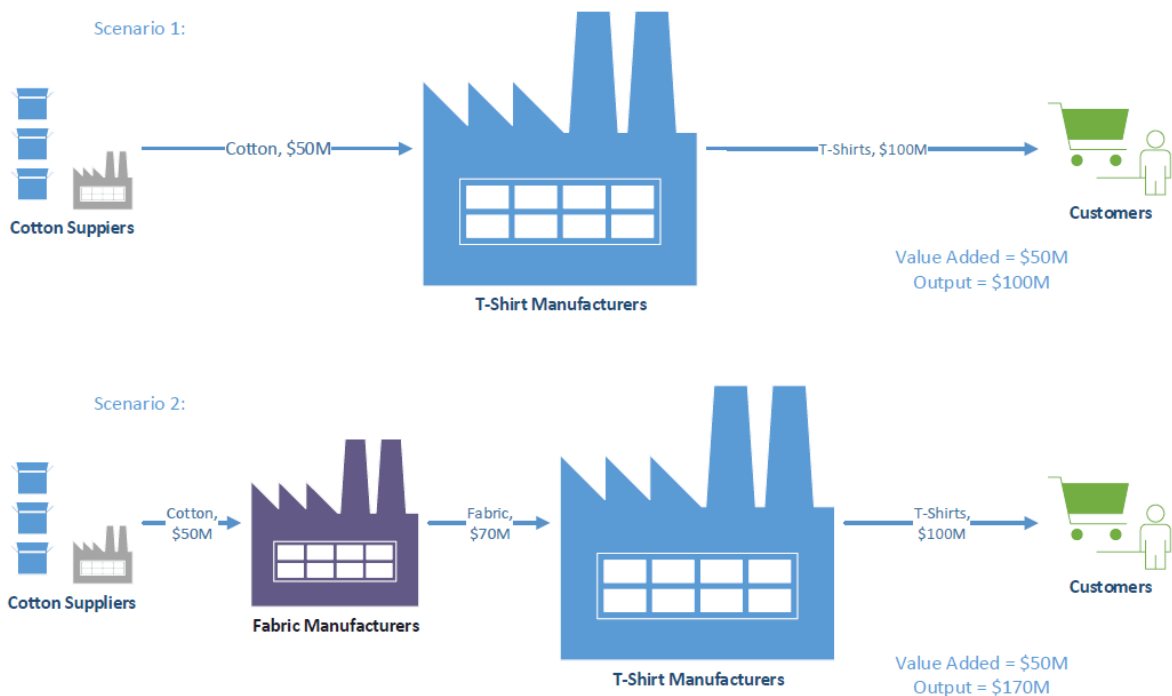 Scenario 1:
Cotton, $50M
T-Shirts, $100M
Cotton Suppiers
Customers
T-Shirt Manufacturers
Value Added = $50M
Output = $100M
Scenario 2:
Cotton,
$50M
Fabric,
$70M
T-Shirts,
$100M
Cotton Suppliers
Fabric Manufacturers
Customers
T-Shirt Manufacturers
Value Added = $50M
Output = $170M